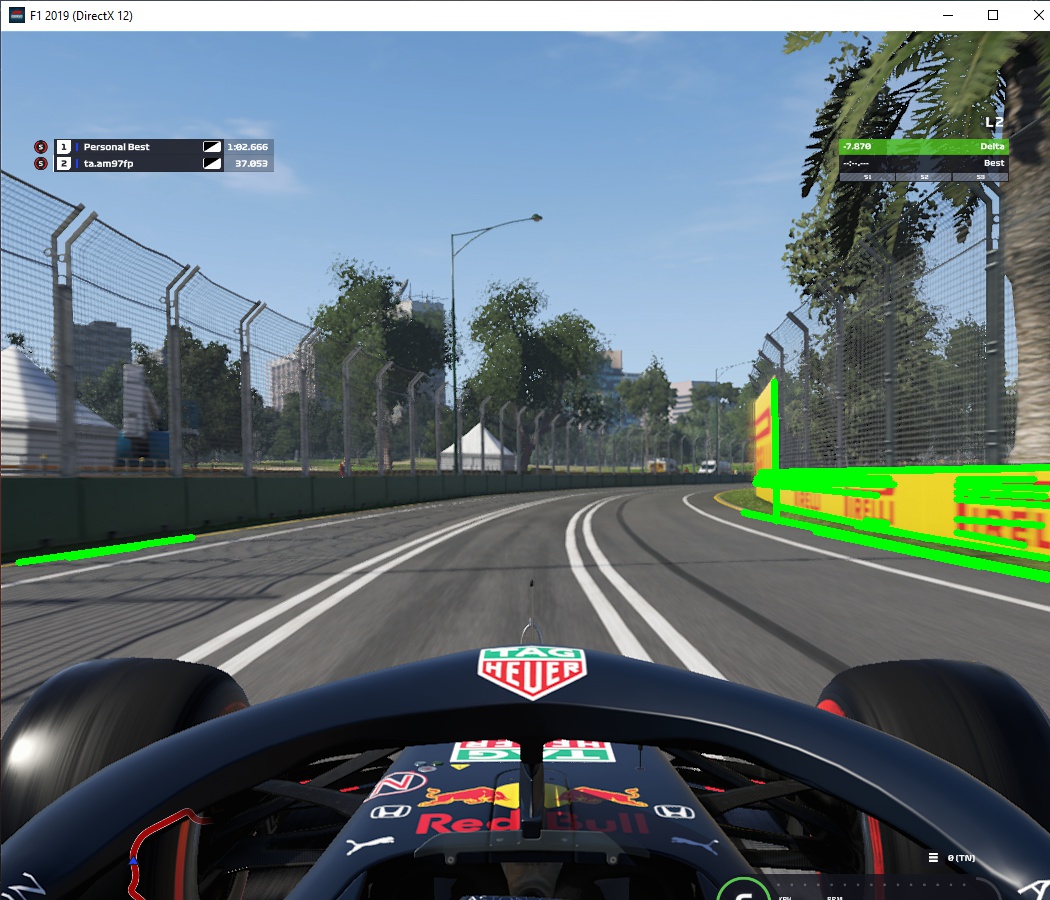 F1 2019 (DirectX 12)
L2
S 1 Personal Best 1:02.666
S 2 ta.am97fp 37.053
-7.870 Delta
--:--.--- Best
S1 S2 S3
PIRELLI
TAG
HEUER
TAG
Red Bull
0 (TN)